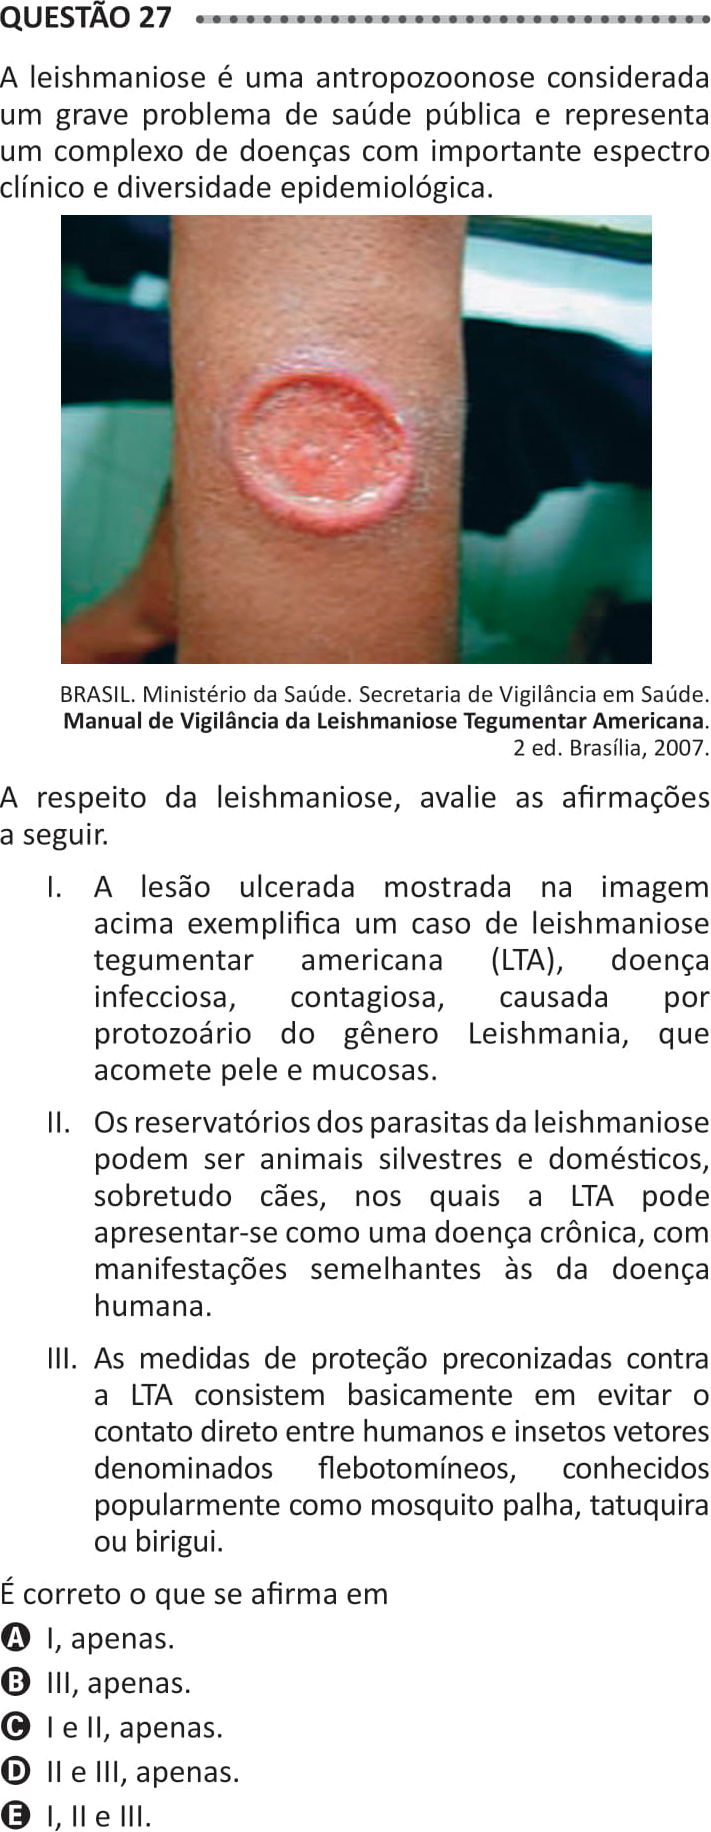 QUESTÃO 27
A leishmaniose é uma antropozoonose considerada
um grave problema de saúde pública e representa
um complexo de doenças com importante espectro
clínico e diversidade epidemiológica.
BRASIL. Ministério da Saúde. Secretaria de Vigilância em Saúde.
Manual de Vigilância da Leishmaniose Tegumentar Americana.
2 ed. Brasília, 2007.
A respeito da leishmaniose, avalie as afirmações
a seguir.
I. A lesão ulcerada mostrada na imagem
acima exemplifica um caso de leishmaniose
tegumentar americana (LTA), doença
infecciosa, contagiosa, causada por
protozoário do gênero Leishmania, que
acomete pele e mucosas.
II. Os reservatórios dos parasitas da leishmaniose
podem ser animais silvestres e domésticos,
sobretudo cães, nos quais a LTA pode
apresentar-se como uma doença crônica, com
manifestações semelhantes às da doença
humana.
III. As medidas de proteção preconizadas contra
a LTA consistem basicamente em evitar o
contato direto entre humanos e insetos vetores
denominados flebotomíneos, conhecidos
popularmente como mosquito palha, tatuquira
ou birigui.
É correto o que se afirma em
A I, apenas.
B III, apenas.
C I e II, apenas.
D II e III, apenas.
E I, II e III.